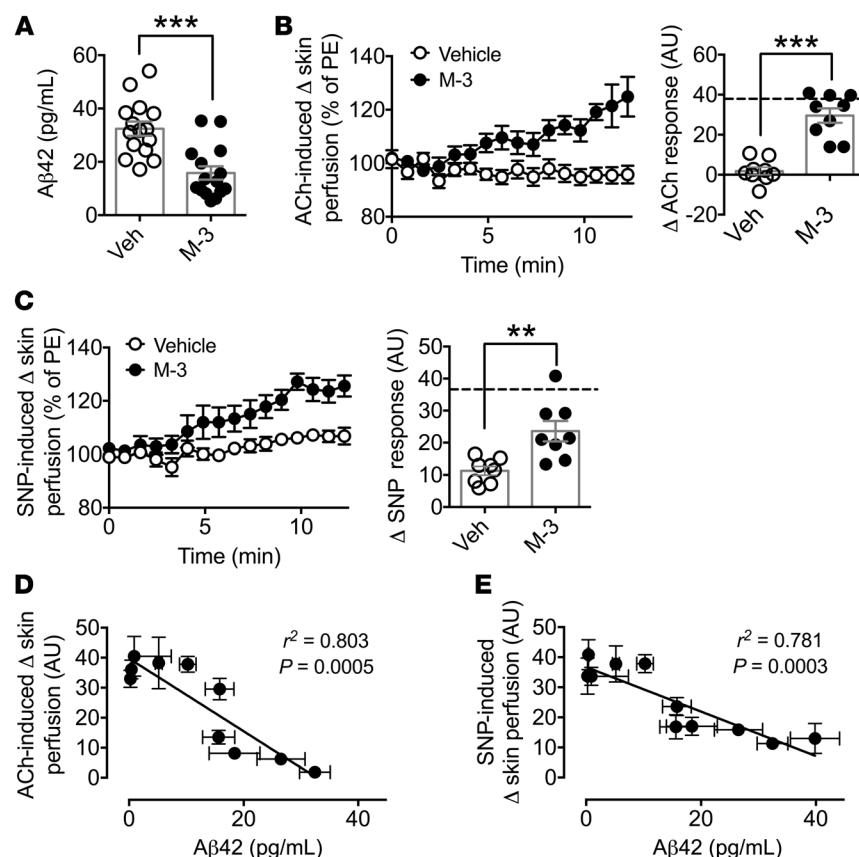 A
Aβ42 (pg/mL)
60
40
20
0
***
Veh
M-3
B
ACh-induced Δ skin
perfusion (% of PE)
140
120
100
80
Vehicle
M-3
0
5
10
Time (min)
Δ ACh response (AU)
60
40
20
0
-20
***
Veh
M-3
C
SNP-induced Δ skin
perfusion (% of PE)
140
120
100
80
Vehicle
M-3
0
5
10
Time (min)
Δ SNP response (AU)
50
40
30
20
10
0
**
Veh
M-3
D
ACh-induced Δ skin
perfusion (AU)
50
40
30
20
10
0
r² = 0.803
P = 0.0005
0
20
40
Aβ42 (pg/mL)
E
SNP-induced
Δ skin perfusion (AU)
50
40
30
20
10
0
r² = 0.781
P = 0.0003
0
20
40
Aβ42 (pg/mL)